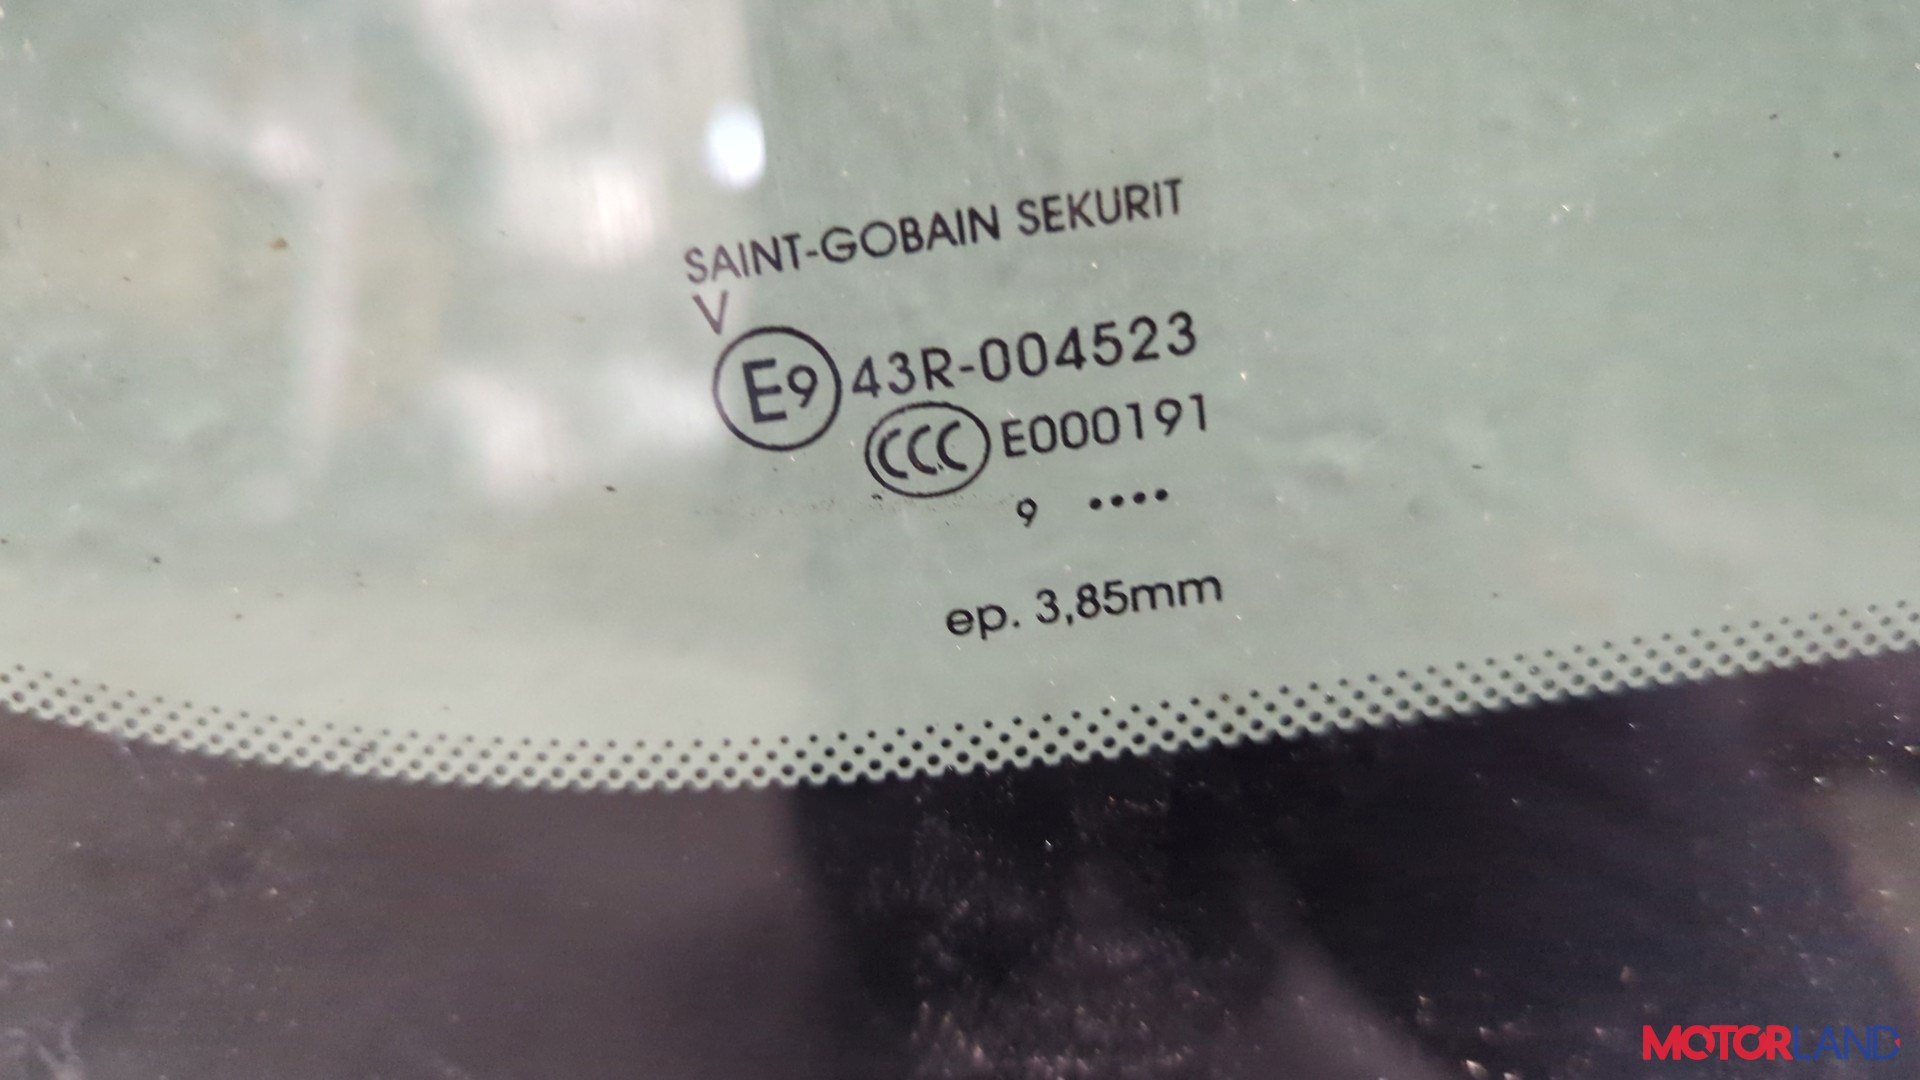 SAINT-GOBAIN SEKURIT
V
E9 43R-004523
CCC E000191
9 ••••
ep. 3,85mm
MOTORLAND